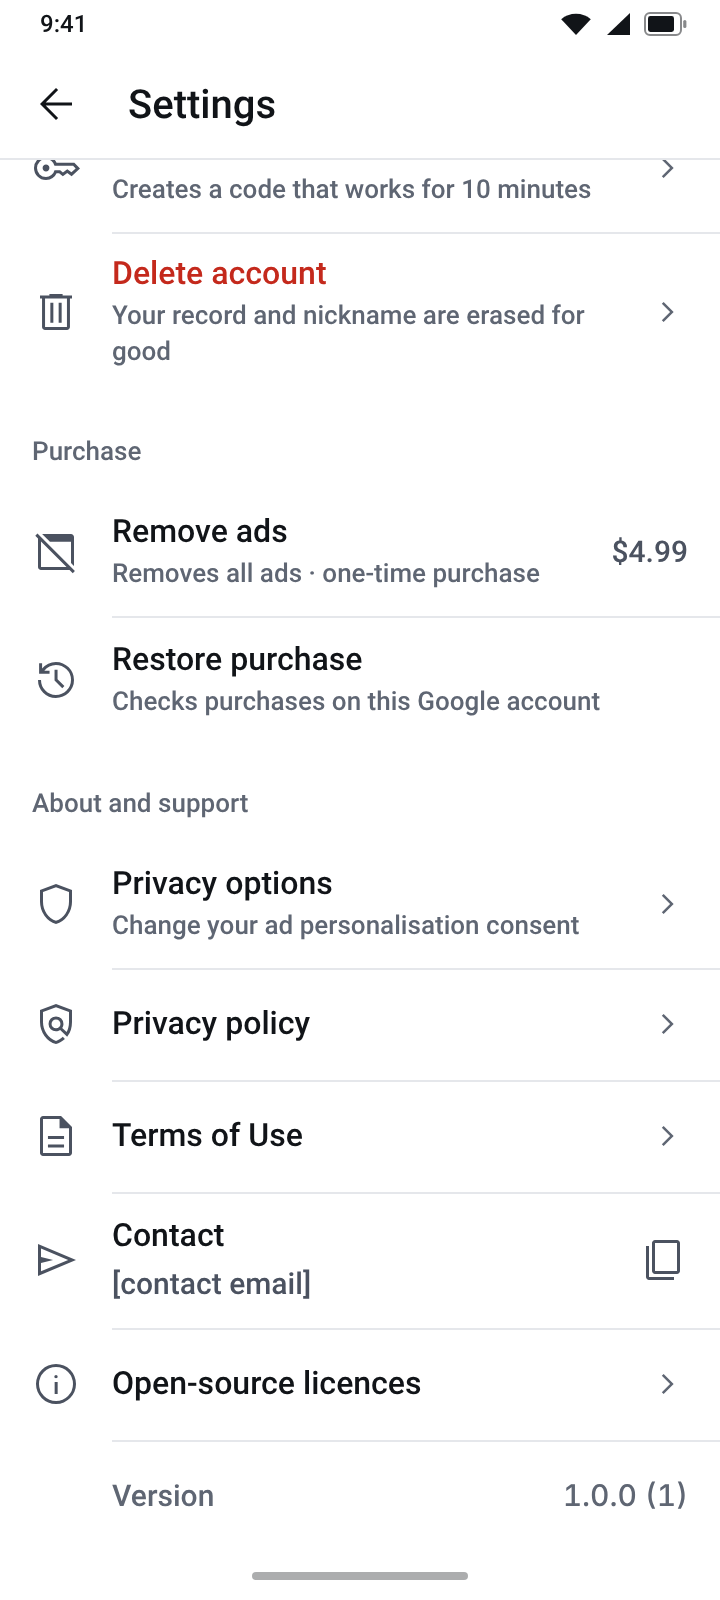 9:41
Settings
Creates a code that works for 10 minutes
Delete account
Your record and nickname are erased for
good
Purchase
Remove ads
Removes all ads · one-time purchase
$4.99
Restore purchase
Checks purchases on this Google account
About and support
Privacy options
Change your ad personalisation consent
Privacy policy
Terms of Use
Contact
[contact email]
Open-source licences
Version
1.0.0 (1)